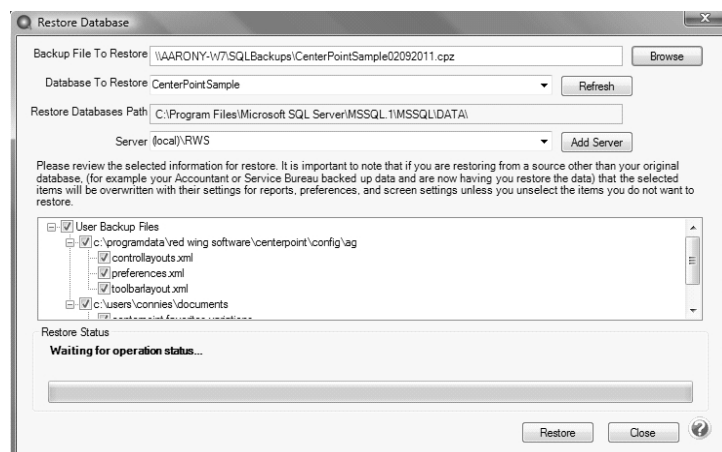 Restore Database
Backup File To Restore \\AARONY-W7\SQLBackups\CenterPointSample02092011.cpz Browse
Database To Restore CenterPointSample Refresh
Restore Databases Path C:\Program Files\Microsoft SQL Server\MSSQL.1\MSSQL\DATA\
Server (local)\RWS Add Server
Please review the selected information for restore. It is important to note that if you are restoring from a source other than your original
database, (for example your Accountant or Service Bureau backed up data and are now having you restore the data) that the selected
items will be overwritten with their settings for reports, preferences, and screen settings unless you unselect the items you do not want to
restore.
User Backup Files
c:\programdata\red wing software\centerpoint\config\ag
controllayouts.xml
preferences.xml
toolbarlayout.xml
c:\users\connies\documents
Restore Status
Waiting for operation status...
Restore Close ?